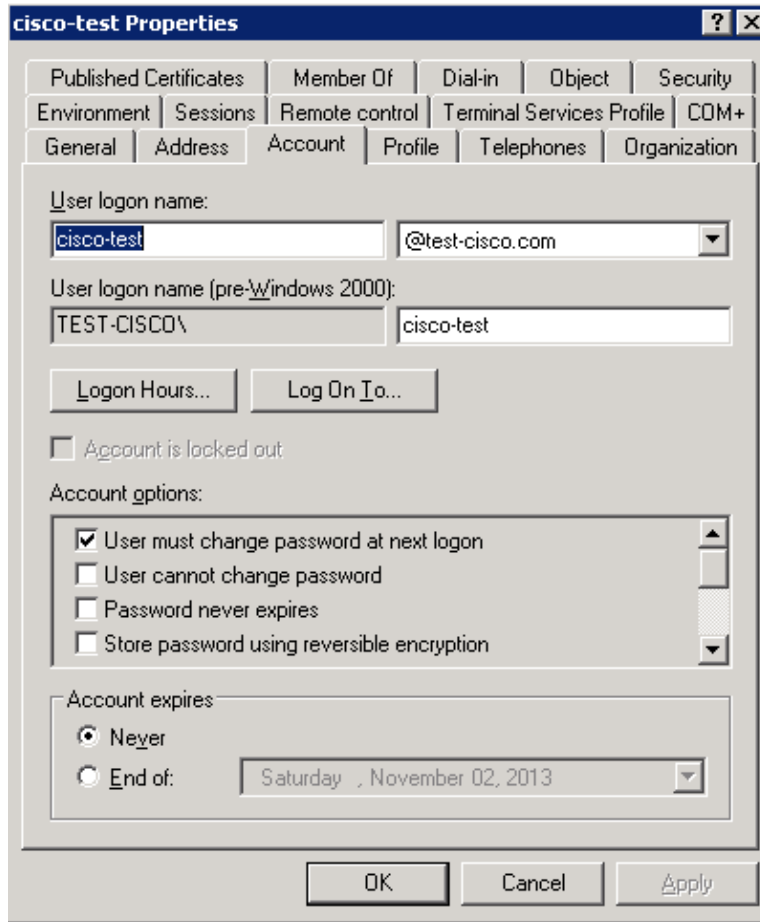 cisco-test Properties
Published Certificates Member Of Dial-in Object Security
Environment Sessions Remote control Terminal Services Profile COM+
General Address Account Profile Telephones Organization
User logon name:
cisco-test @test-cisco.com
User logon name (pre-Windows 2000):
TEST-CISCO\ cisco-test
Logon Hours... Log On To...
Account is locked out
Account options:
User must change password at next logon
User cannot change password
Password never expires
Store password using reversible encryption
Account expires
Never
End of: Saturday , November 02, 2013
OK Cancel Apply